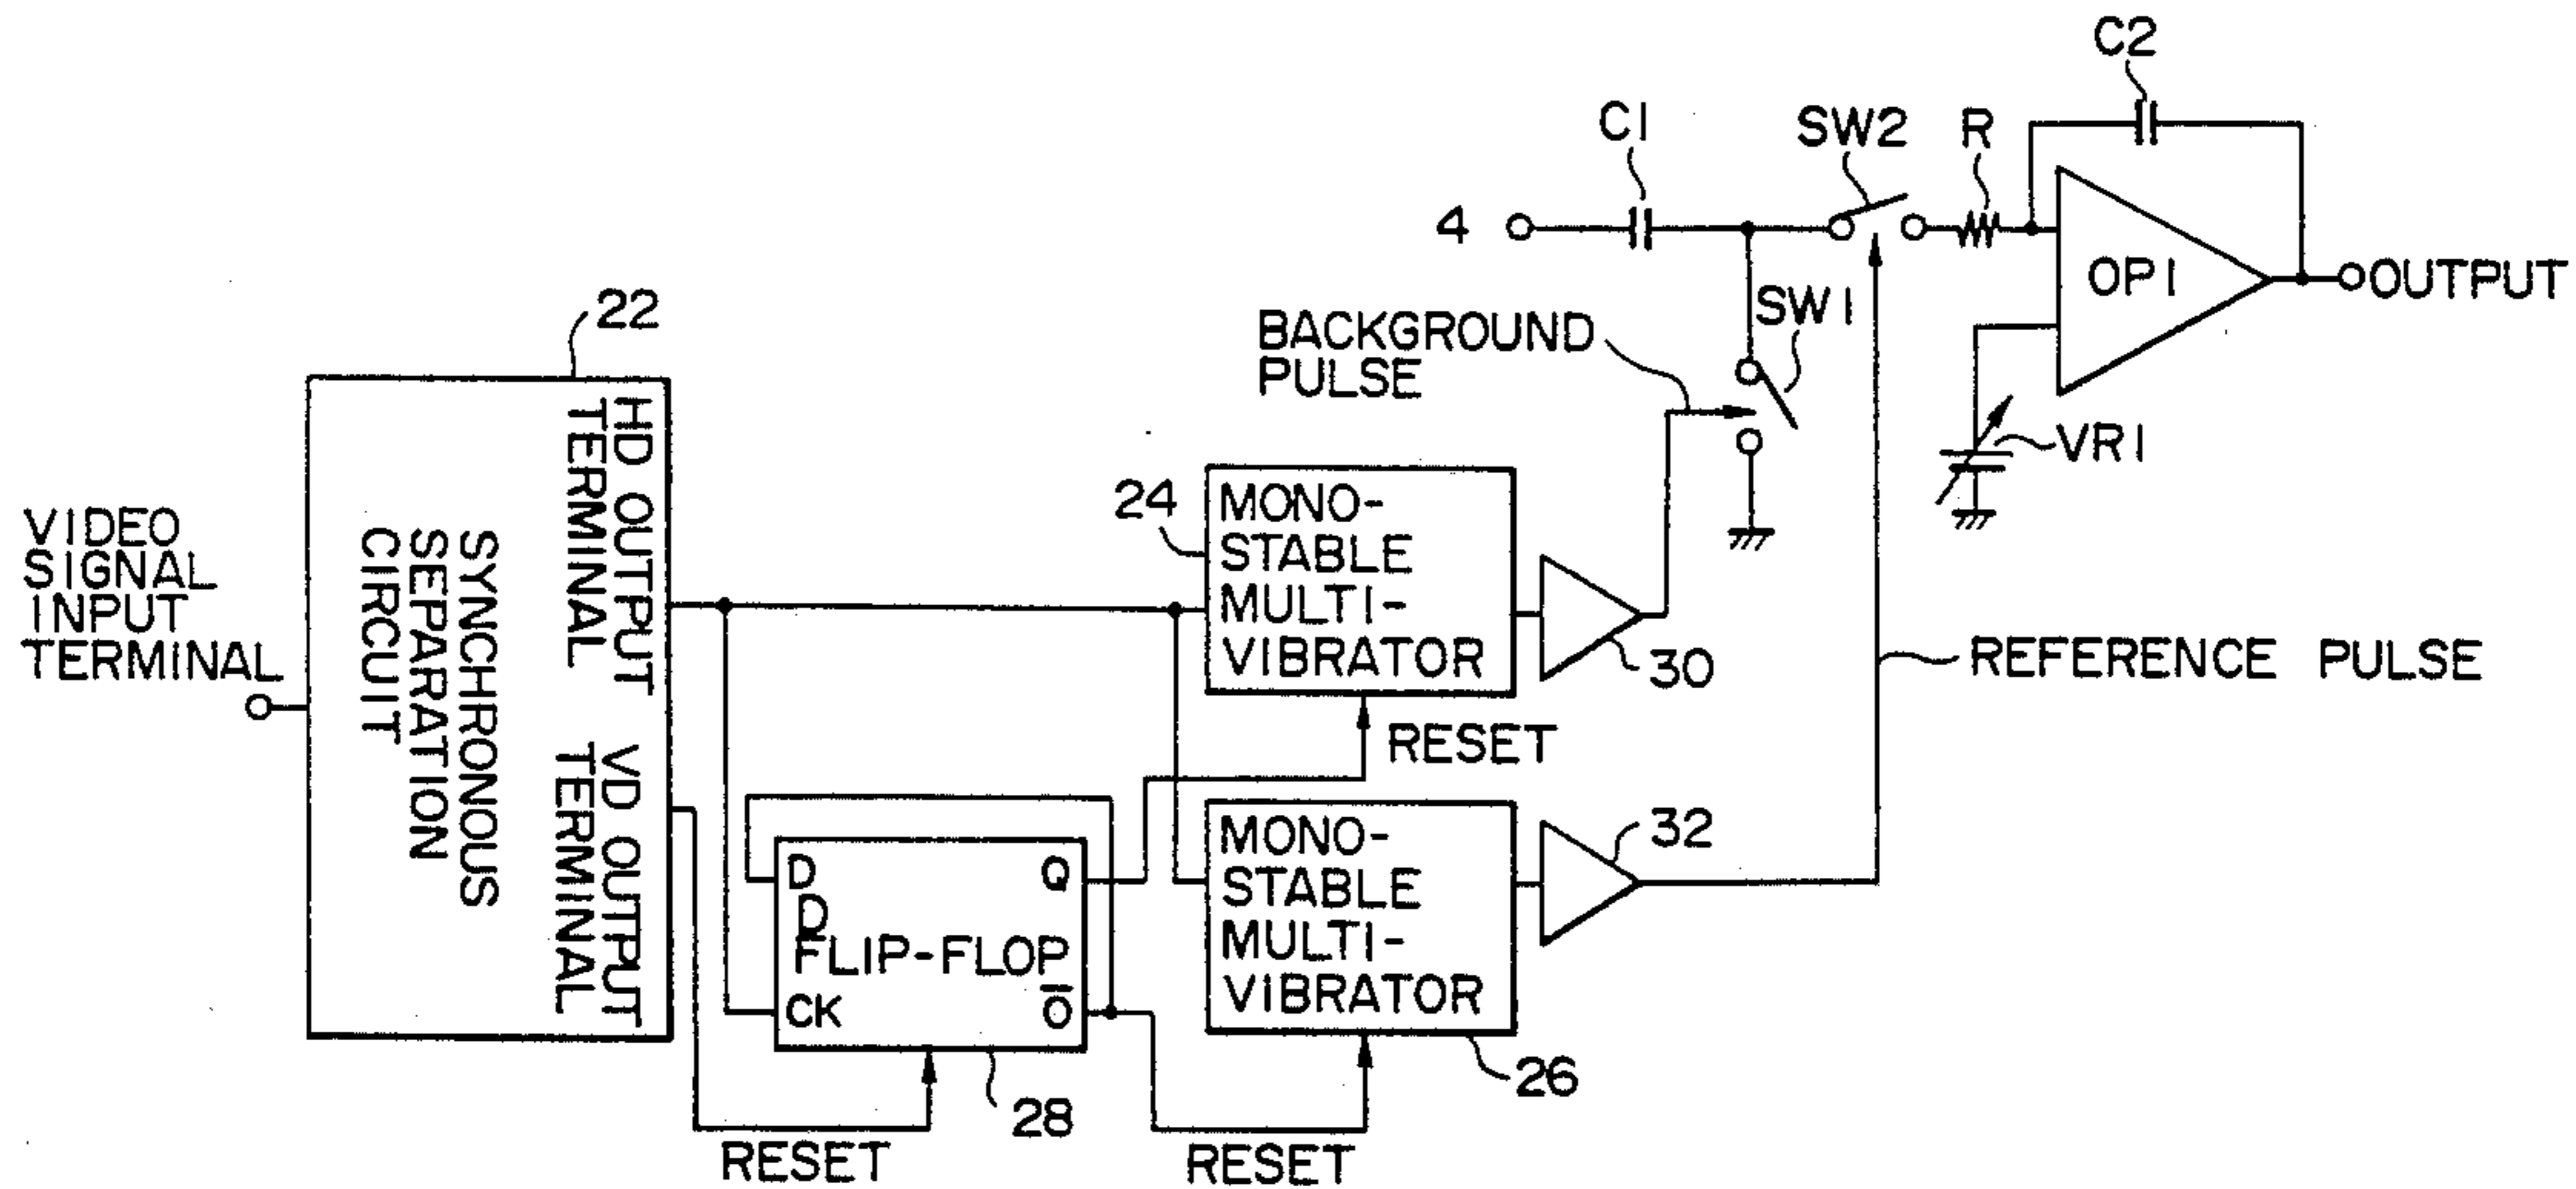 C2
C1
SW2
R
4
OP1
OUTPUT
SW1
BACKGROUND
PULSE
VR1
22
HD OUTPUT
TERMINAL
VD OUTPUT
TERMINAL
SYNCHRONOUS
SEPARATION
CIRCUIT
VIDEO
SIGNAL
INPUT
TERMINAL
24
MONO-
STABLE
MULTI-
VIBRATOR
30
REFERENCE PULSE
RESET
MONO-
STABLE
MULTI-
VIBRATOR
32
26
D
Q
D
FLIP-FLOP
CK
O̅
28
RESET
RESET